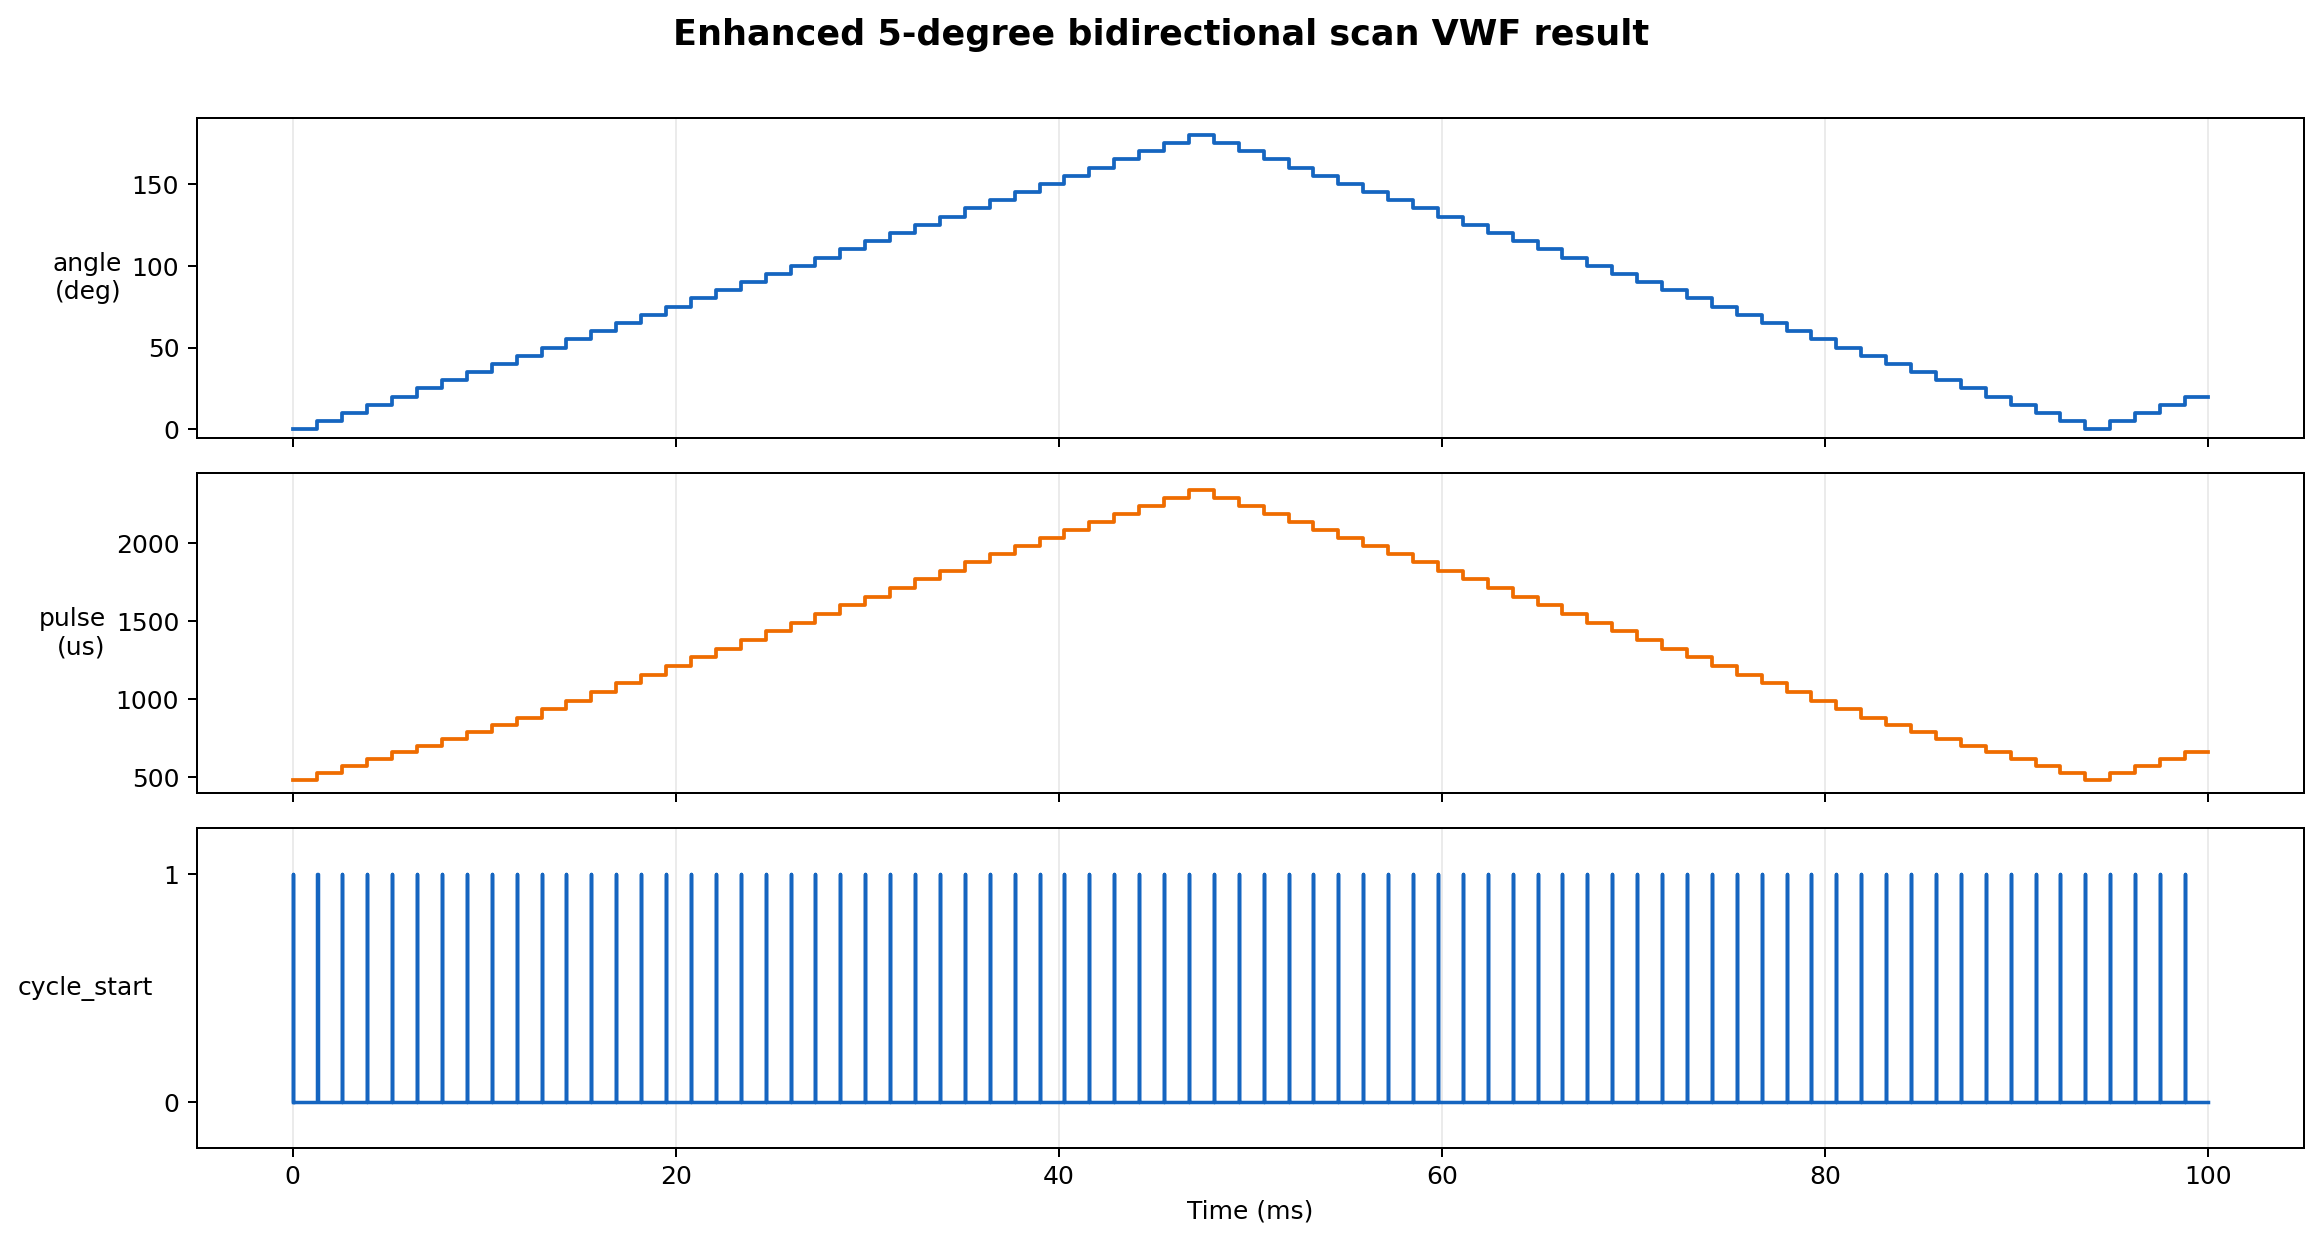 Enhanced 5-degree bidirectional scan VWF result
150
100
50
0
angle
(deg)
2000
1500
1000
500
pulse
(us)
1
0
cycle_start
0 20 40 60 80 100
Time (ms)